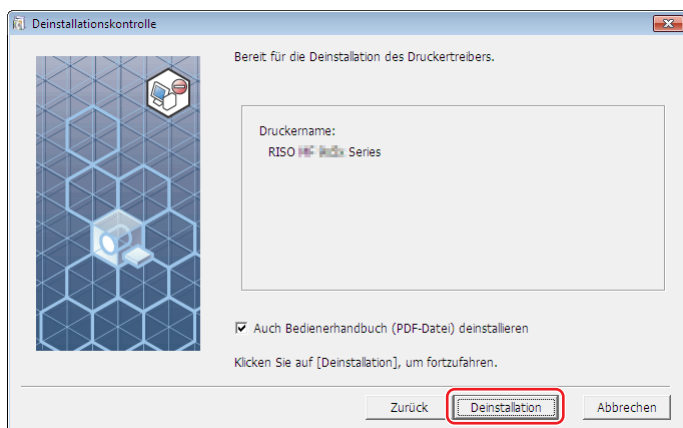 Deinstallationskontrolle
Bereit für die Deinstallation des Druckertreibers.
Druckername:
RISO Series
Auch Bedienerhandbuch (PDF-Datei) deinstallieren
Klicken Sie auf [Deinstallation], um fortzufahren.
Zurück
Deinstallation
Abbrechen